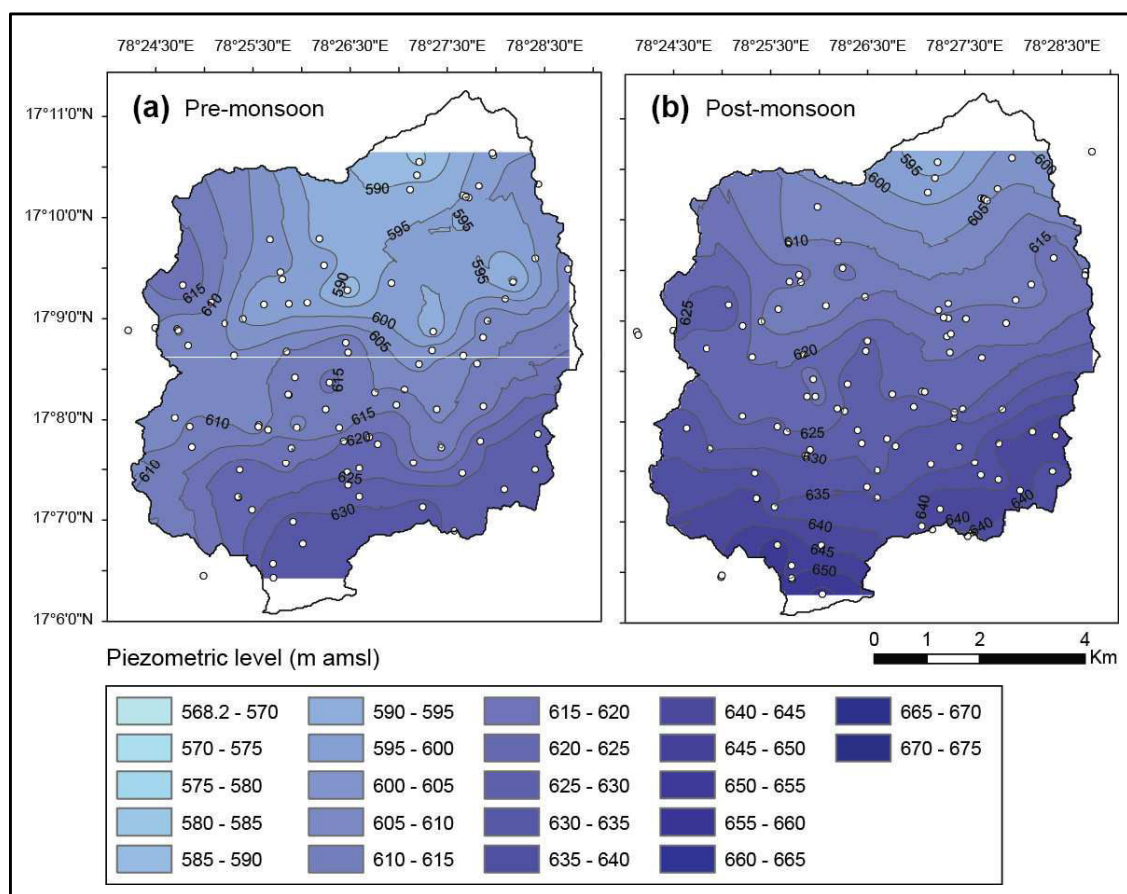 78°24'30"E 78°25'30"E 78°26'30"E 78°27'30"E 78°28'30"E 78°24'30"E 78°25'30"E 78°26'30"E 78°27'30"E 78°28'30"E
(a) Pre-monsoon
(b) Post-monsoon
17°11'0"N
17°10'0"N
17°9'0"N
17°8'0"N
17°7'0"N
17°6'0"N
590
595
595
595
590
615
610
600
605
615
610
615
620
610
625
630
595
600
600
605
610
615
625
620
625
630
635
640
640
640
640
645
650
0 1 2 4
Km
Piezometric level (m amsl)
568.2 - 570 590 - 595 615 - 620 640 - 645 665 - 670
570 - 575 595 - 600 620 - 625 645 - 650 670 - 675
575 - 580 600 - 605 625 - 630 650 - 655
580 - 585 605 - 610 630 - 635 655 - 660
585 - 590 610 - 615 635 - 640 660 - 665